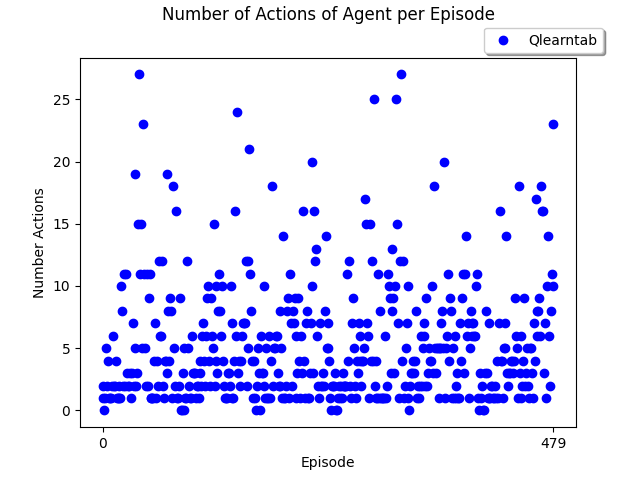 Number of Actions of Agent per Episode
Qlearntab
25
20
15
10
5
0
Number Actions
0 479
Episode